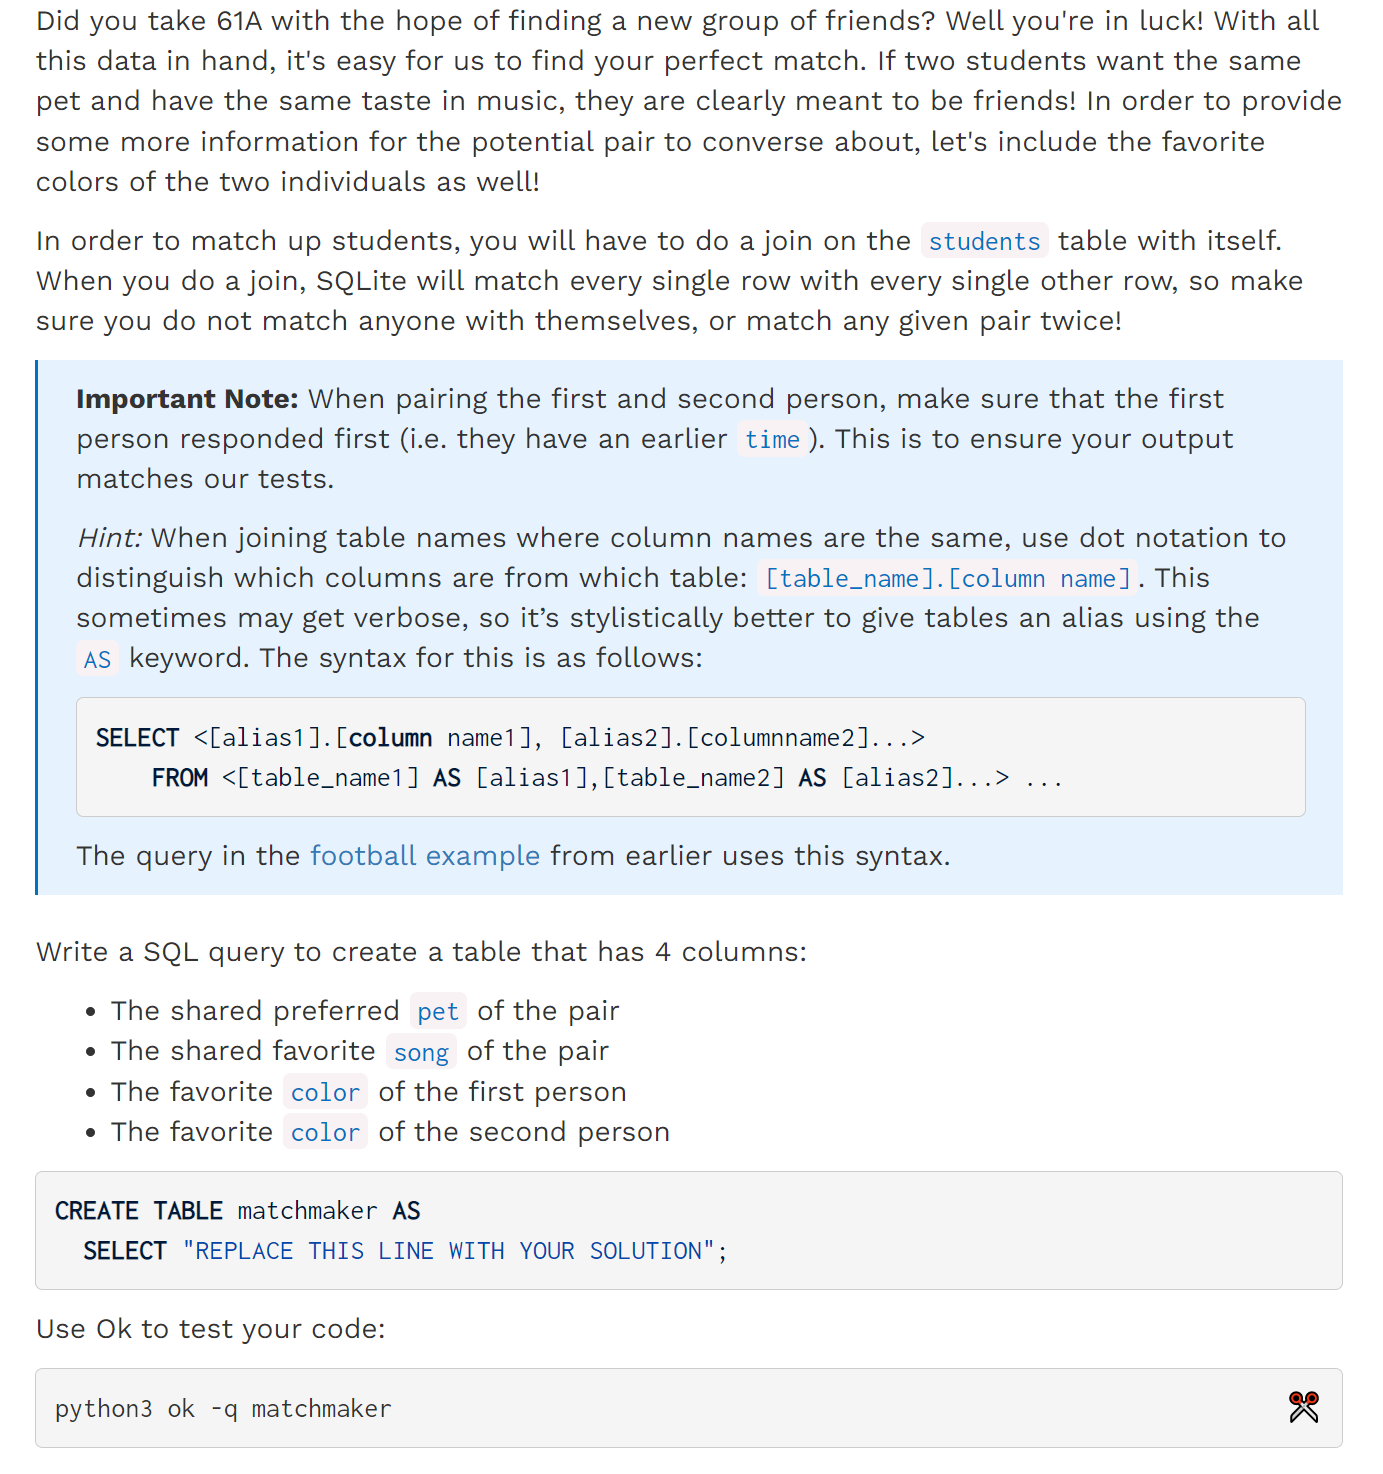 Did you take 61A with the hope of finding a new group of friends? Well you're in luck! With all
this data in hand, it's easy for us to find your perfect match. If two students want the same
pet and have the same taste in music, they are clearly meant to be friends! In order to provide
some more information for the potential pair to converse about, let's include the favorite
colors of the two individuals as well!
In order to match up students, you will have to do a join on the students table with itself.
When you do a join, SQLite will match every single row with every single other row, so make
sure you do not match anyone with themselves, or match any given pair twice!
Important Note: When pairing the first and second person, make sure that the first
person responded first (i.e. they have an earlier time ). This is to ensure your output
matches our tests.
Hint: When joining table names where column names are the same, use dot notation to
distinguish which columns are from which table: [table_name].[column name]. This
sometimes may get verbose, so it’s stylistically better to give tables an alias using the
AS keyword. The syntax for this is as follows:
SELECT <[alias1].[column name1], [alias2].[columnname2]...>
    FROM <[table_name1] AS [alias1],[table_name2] AS [alias2]...> ...
The query in the football example from earlier uses this syntax.
Write a SQL query to create a table that has 4 columns:
• The shared preferred pet of the pair
• The shared favorite song of the pair
• The favorite color of the first person
• The favorite color of the second person
CREATE TABLE matchmaker AS
  SELECT "REPLACE THIS LINE WITH YOUR SOLUTION";
Use Ok to test your code:
python3 ok -q matchmaker